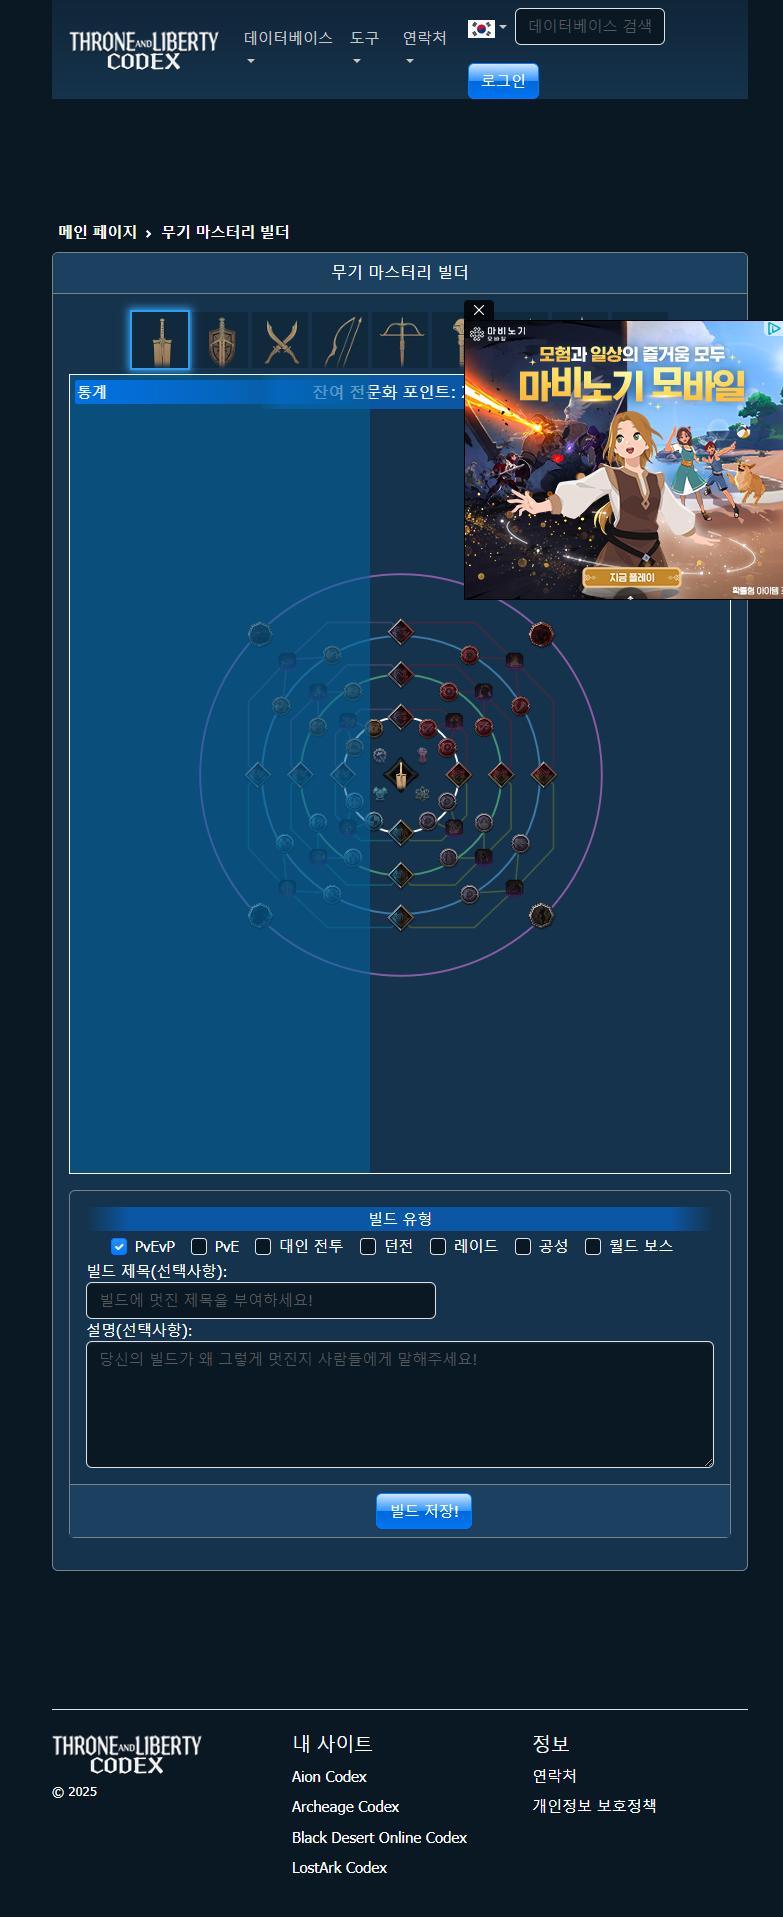 THRONE AND LIBERTY
CODEX
데이터베이스
도구
연락처
데이터베이스 검색
로그인
메인 페이지 › 무기 마스터리 빌더
무기 마스터리 빌더
통계
잔여 전문화 포인트:
마비노기
모바일
모험과 일상의 즐거움 모두
마비노기 모바일
지금 플레이
확률형 아이템
빌드 유형
PvEvP PvE 대인 전투 던전 레이드 공성 월드 보스
빌드 제목(선택사항):
빌드에 멋진 제목을 부여하세요!
설명(선택사항):
당신의 빌드가 왜 그렇게 멋진지 사람들에게 말해주세요!
빌드 저장!
THRONE AND LIBERTY
CODEX
© 2025
내 사이트
Aion Codex
Archeage Codex
Black Desert Online Codex
LostArk Codex
정보
연락처
개인정보 보호정책